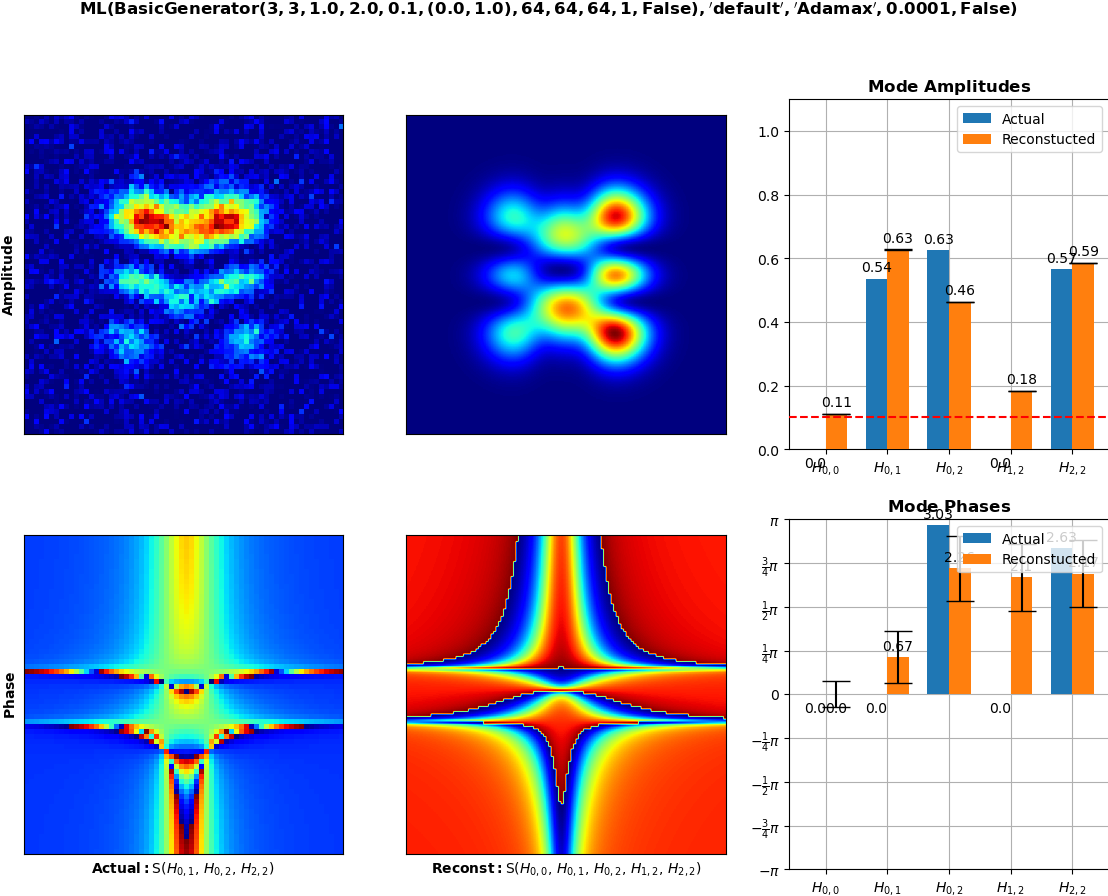 ML(BasicGenerator(3, 3, 1.0, 2.0, 0.1, (0.0, 1.0), 64, 64, 64, 1, False), ′default′, ′Adamax′, 0.0001, False)
Amplitude
Mode Amplitudes
Actual
Reconstucted
1.0
0.8
0.6
0.4
0.2
0.0
0.0
0.11
0.54
0.63
0.63
0.46
0.0
0.18
0.57
0.59
H0,0
H0,1
H0,2
H1,2
H2,2
Phase
Actual: S(H0,1, H0,2, H2,2)
Reconst: S(H0,0, H0,1, H0,2, H1,2, H2,2)
Mode Phases
Actual
Reconstucted
π
3/4π
1/2π
1/4π
0
−1/4π
−1/2π
−3/4π
−π
0.0
0.0
0.67
3.03
0.0
2.63
H0,0
H0,1
H0,2
H1,2
H2,2